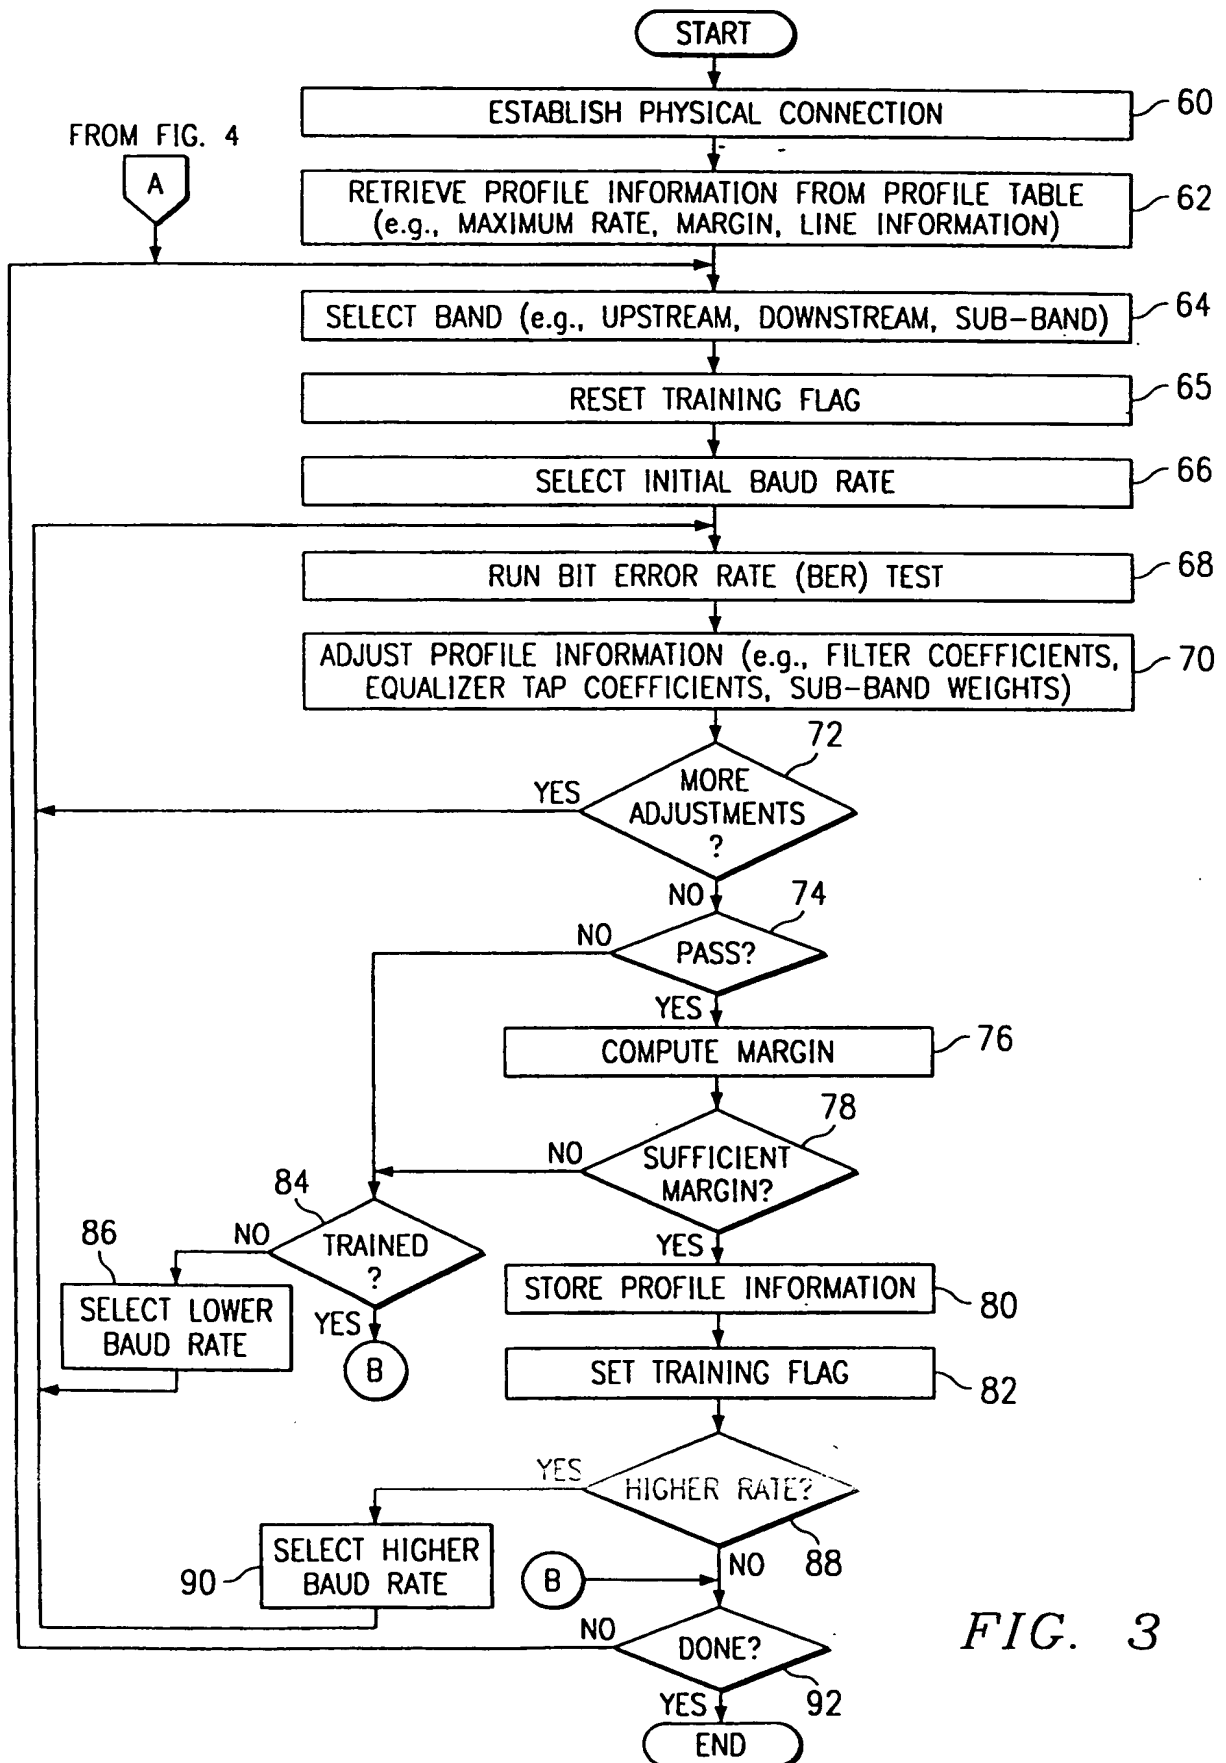 START
ESTABLISH PHYSICAL CONNECTION
60
FROM FIG. 4
A
RETRIEVE PROFILE INFORMATION FROM PROFILE TABLE
(e.g., MAXIMUM RATE, MARGIN, LINE INFORMATION)
62
SELECT BAND (e.g., UPSTREAM, DOWNSTREAM, SUB-BAND)
64
RESET TRAINING FLAG
65
SELECT INITIAL BAUD RATE
66
RUN BIT ERROR RATE (BER) TEST
68
ADJUST PROFILE INFORMATION (e.g., FILTER COEFFICIENTS,
EQUALIZER TAP COEFFICIENTS, SUB-BAND WEIGHTS)
70
72
YES
MORE
ADJUSTMENTS
?
NO
74
NO
PASS?
YES
COMPUTE MARGIN
76
78
NO
SUFFICIENT
MARGIN?
YES
84
NO
TRAINED
?
YES
B
86
SELECT LOWER
BAUD RATE
STORE PROFILE INFORMATION
80
SET TRAINING FLAG
82
YES
HIGHER RATE?
88
NO
SELECT HIGHER
BAUD RATE
90
B
NO
DONE?
92
YES
END
FIG. 3